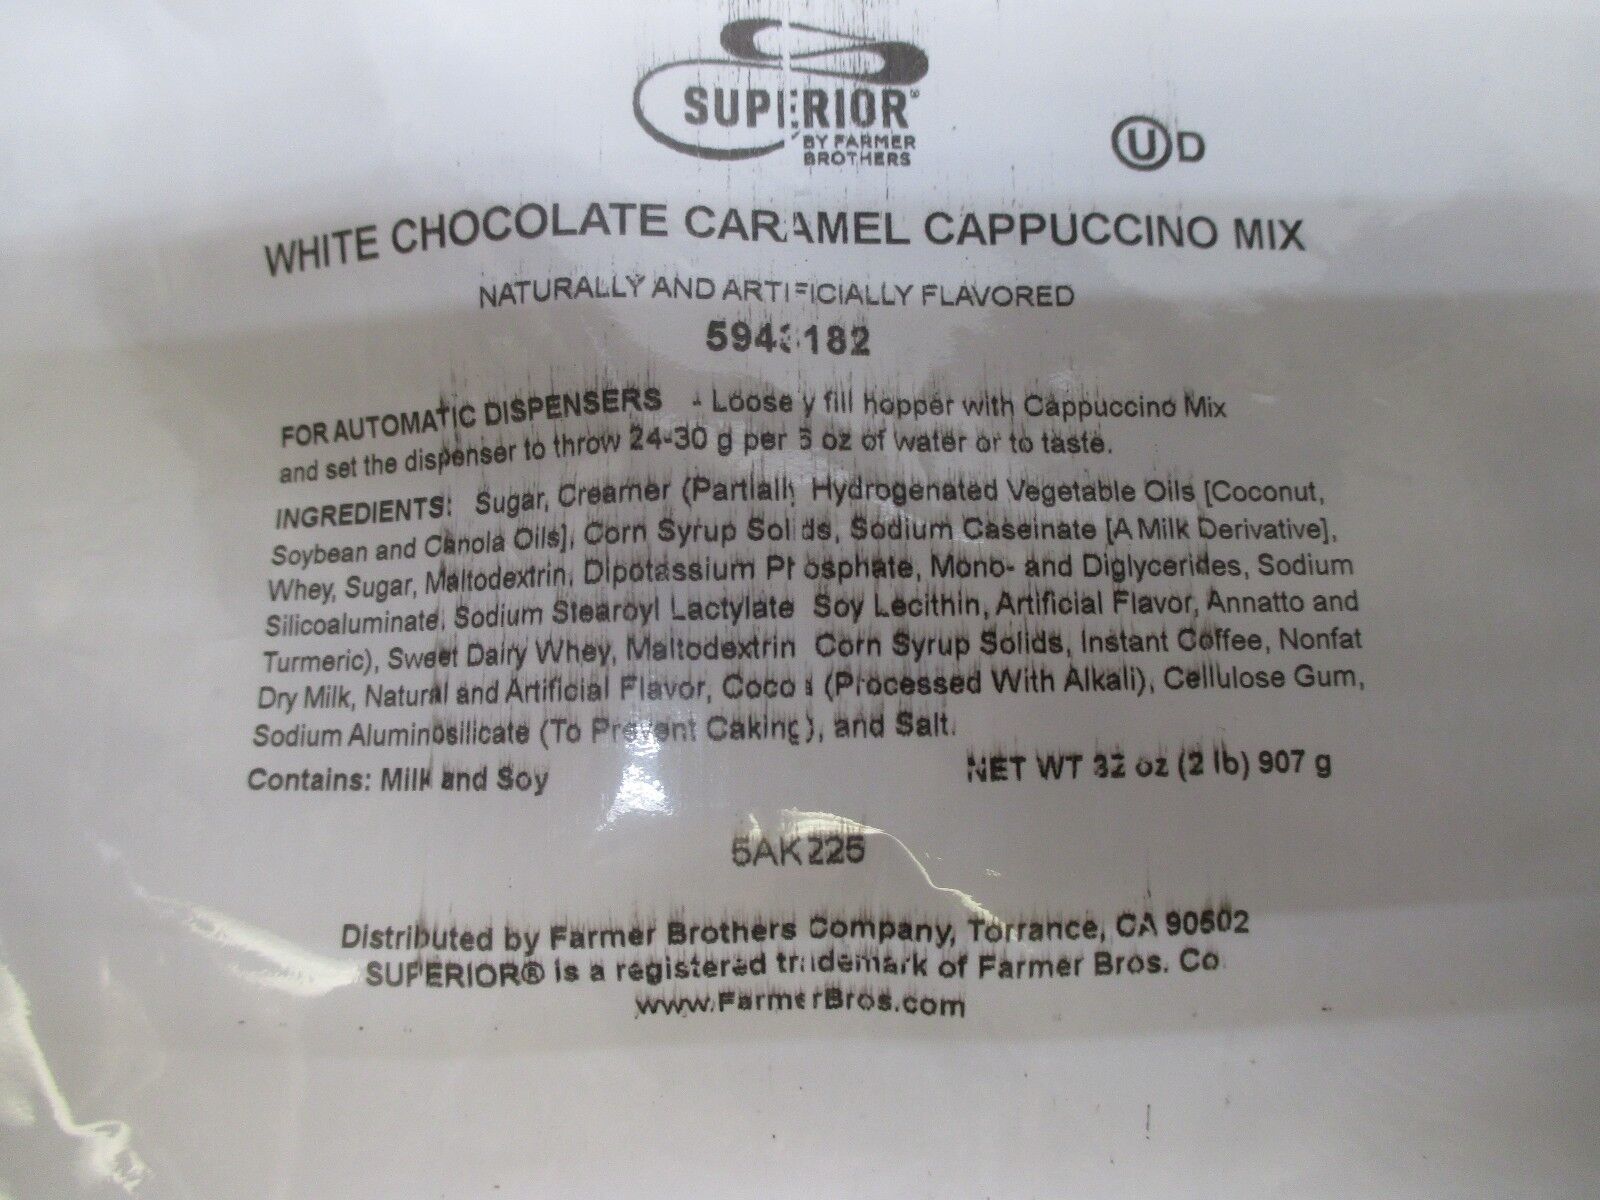 SUPERIOR®
BY FARMER
BROTHERS
U D
WHITE CHOCOLATE CARAMEL CAPPUCCINO MIX
NATURALLY AND ARTIFICIALLY FLAVORED
FOR AUTOMATIC DISPENSERS - Loosely fill hopper with Cappuccino Mix
and set the dispenser to throw 24-30 g per oz of water or to taste.
INGREDIENTS: Sugar, Creamer (Partially Hydrogenated Vegetable Oils [Coconut,
Soybean and Canola Oils], Corn Syrup Solids, Sodium Caseinate [A Milk Derivative],
Whey, Sugar, Maltodextrin, Dipotassium Phosphate, Mono- and Diglycerides, Sodium
Silicoaluminate, Sodium Stearoyl Lactylate Soy Lecithin, Artificial Flavor, Annatto and
Turmeric), Sweet Dairy Whey, Maltodextrin Corn Syrup Solids, Instant Coffee, Nonfat
Dry Milk, Natural and Artificial Flavor, Cocoa (Processed With Alkali), Cellulose Gum,
Sodium Aluminosilicate (To Prevent Caking), and Salt.
Contains: Milk and Soy
NET WT 32 oz (2 lb) 907 g
5AK225
Distributed by Farmer Brothers Company, Torrance, CA 90502
SUPERIOR® is a registered trademark of Farmer Bros. Co.
www.FarmerBros.com